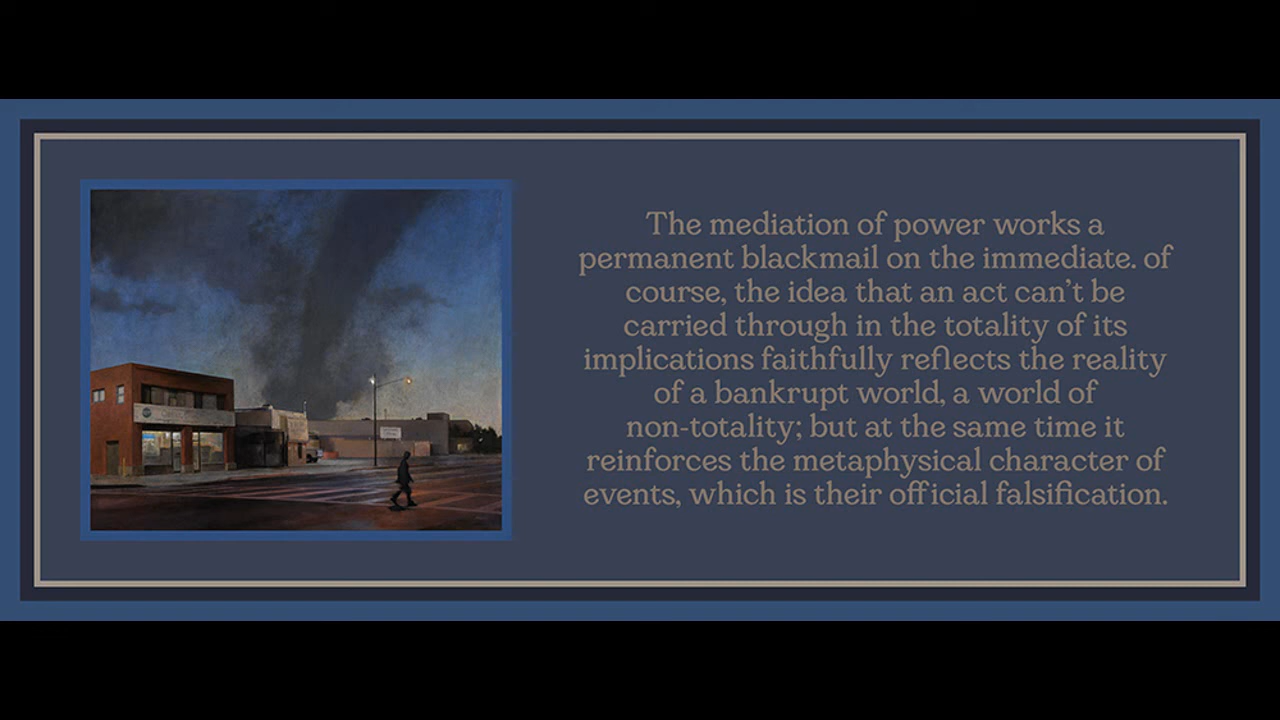 The mediation of power works a
permanent blackmail on the immediate. of
course, the idea that an act can’t be
carried through in the totality of its
implications faithfully reflects the reality
of a bankrupt world, a world of
non-totality; but at the same time it
reinforces the metaphysical character of
events, which is their official falsification.